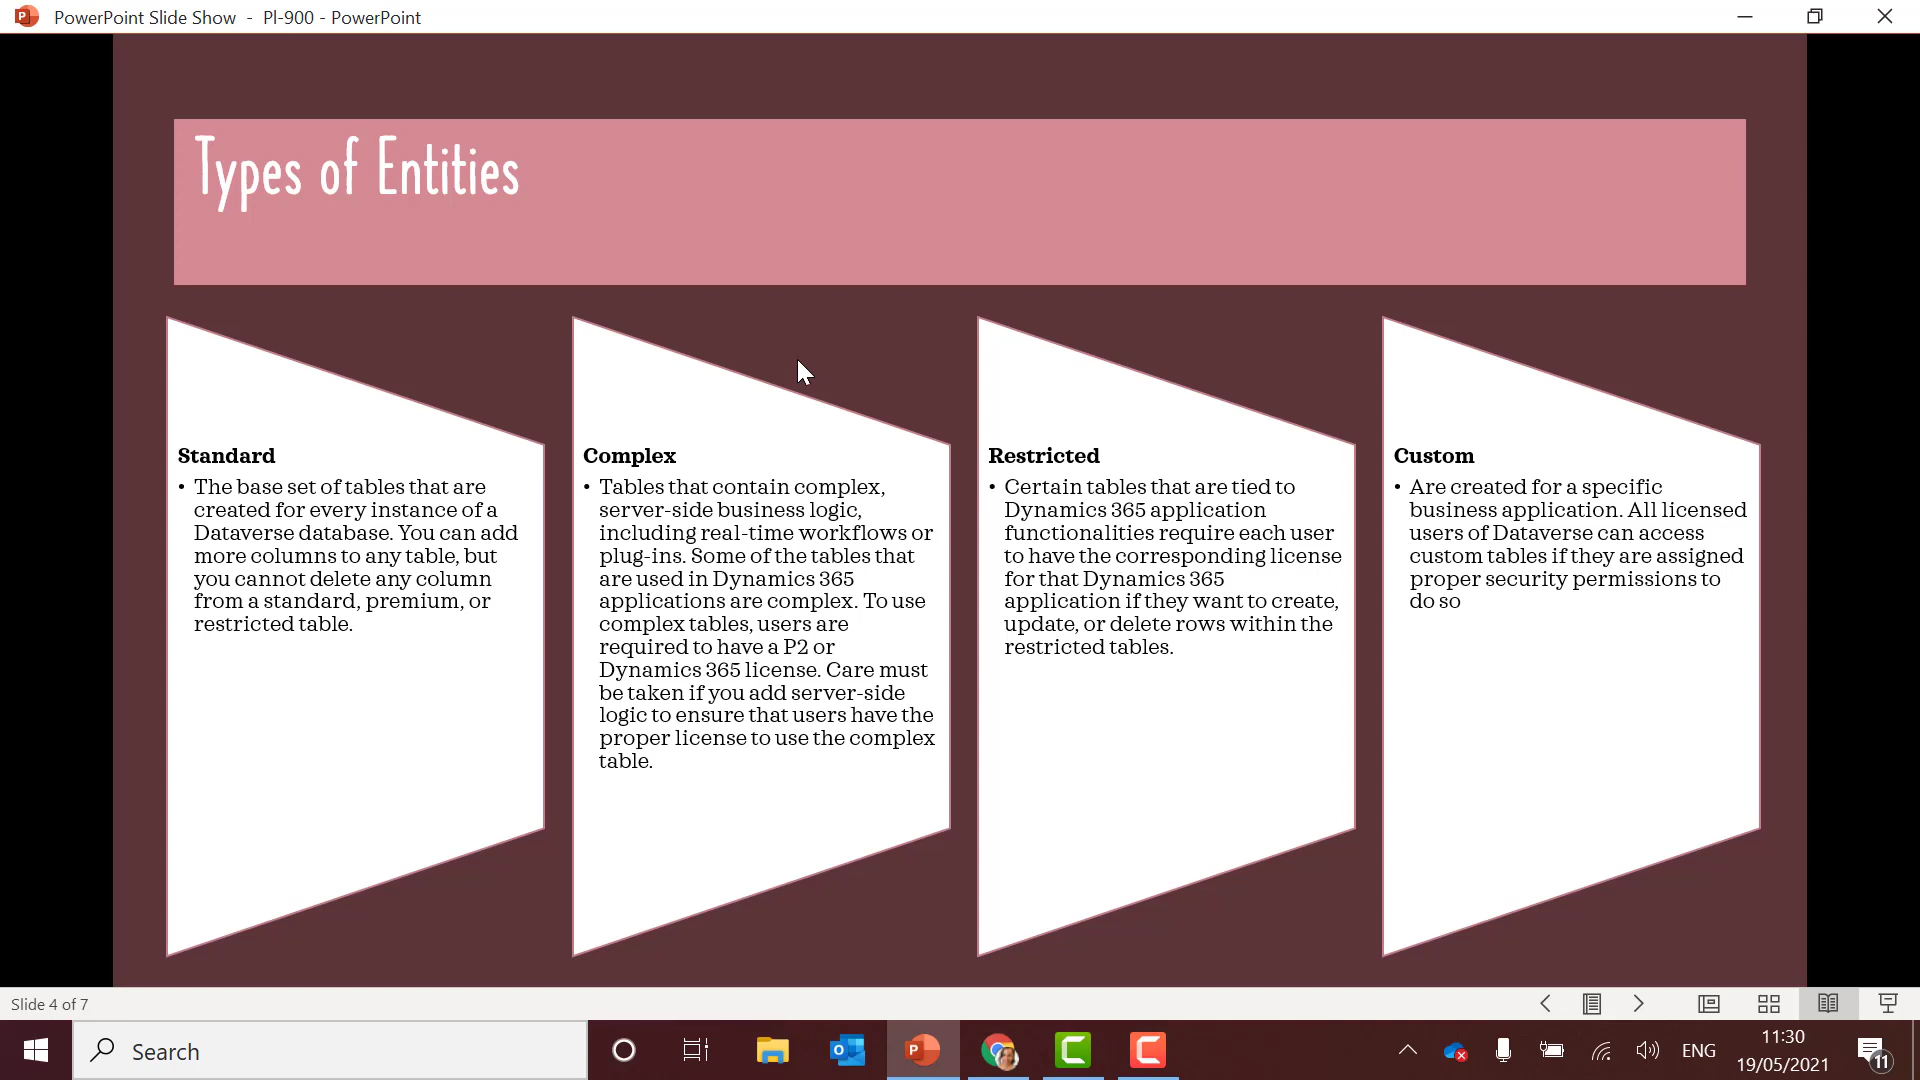 PowerPoint Slide Show - Pl-900 - PowerPoint
Types of Entities
Standard
• The base set of tables that are
created for every instance of a
Dataverse database. You can add
more columns to any table, but
you cannot delete any column
from a standard, premium, or
restricted table.
Complex
• Tables that contain complex,
server-side business logic,
including real-time workflows or
plug-ins. Some of the tables that
are used in Dynamics 365
applications are complex. To use
complex tables, users are
required to have a P2 or
Dynamics 365 license. Care must
be taken if you add server-side
logic to ensure that users have the
proper license to use the complex
table.
Restricted
• Certain tables that are tied to
Dynamics 365 application
functionalities require each user
to have the corresponding license
for that Dynamics 365
application if they want to create,
update, or delete rows within the
restricted tables.
Custom
• Are created for a specific
business application. All licensed
users of Dataverse can access
custom tables if they are assigned
proper security permissions to
do so
Slide 4 of 7
Search
ENG
11:30
19/05/2021
11